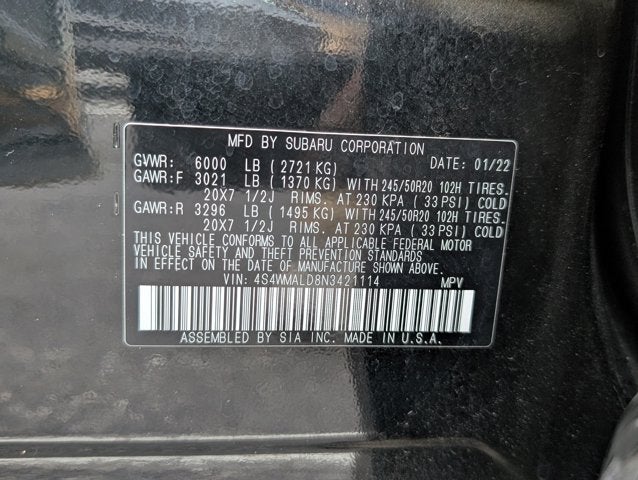 MFD BY SUBARU CORPORATION
GVWR: 6000 LB (2721 KG) DATE: 01/22
GAWR:F 3021 LB (1370 KG) WITH 245/50R20 102H TIRES.
20X7 1/2J RIMS. AT 230 KPA (33 PSI) COLD
GAWR:R 3296 LB (1495 KG) WITH 245/50R20 102H TIRES.
20X7 1/2J RIMS. AT 230 KPA (33 PSI) COLD
THIS VEHICLE CONFORMS TO ALL APPLICABLE FEDERAL MOTOR
VEHICLE SAFETY AND THEFT PREVENTION STANDARDS
IN EFFECT ON THE DATE OF MANUFACTURE SHOWN ABOVE.
VIN: 4S4WMALD8N3421114 MPV
ASSEMBLED BY SIA INC. MADE IN U.S.A.